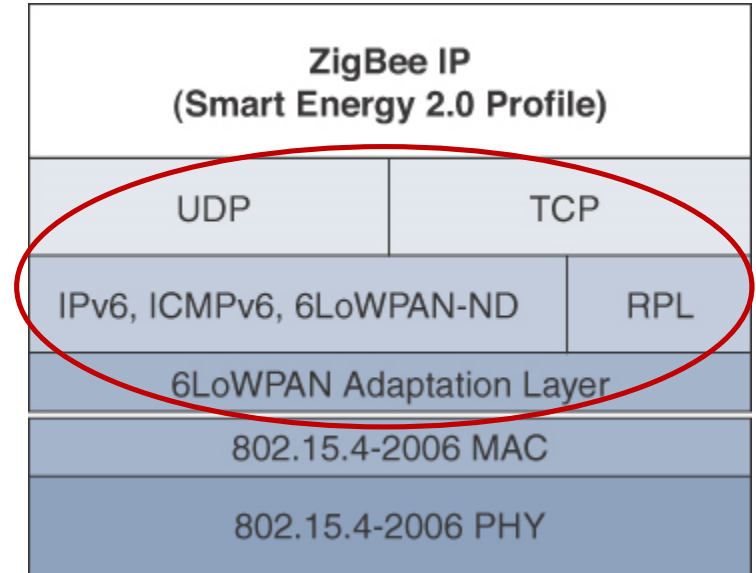 ZigBee IP
(Smart Energy 2.0 Profile)
UDP TCP
IPv6, ICMPv6, 6LoWPAN-ND RPL
6LoWPAN Adaptation Layer
802.15.4-2006 MAC
802.15.4-2006 PHY